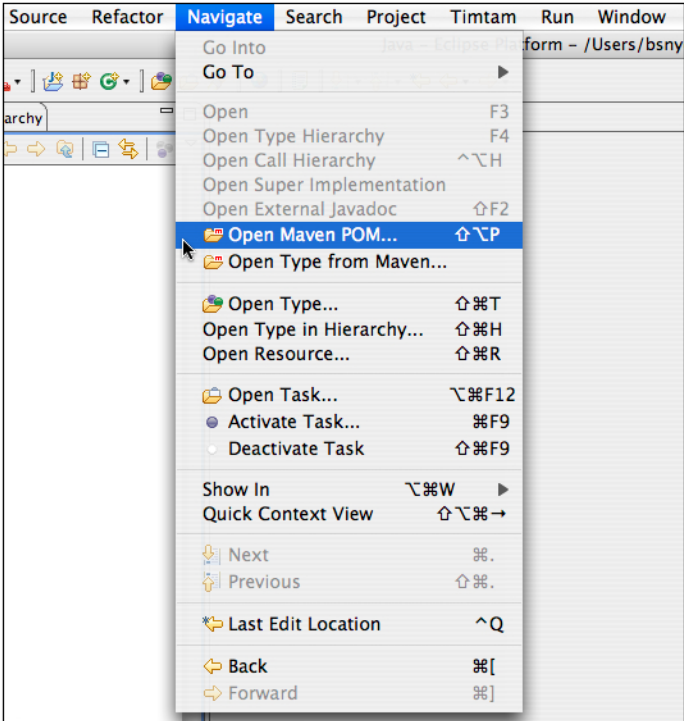 Source Refactor Navigate Search Project Timtam Run Window
Java - Eclipse Platform - /Users/bsny
archy
Go Into
Go To ▶
Open F3
Open Type Hierarchy F4
Open Call Hierarchy ^⌥H
Open Super Implementation
Open External Javadoc ⇧F2
Open Maven POM... ⇧⌥P
Open Type from Maven...
Open Type... ⇧⌘T
Open Type in Hierarchy... ⇧⌘H
Open Resource... ⇧⌘R
Open Task... ⌥⌘F12
Activate Task... ⌘F9
Deactivate Task ⇧⌘F9
Show In ⌥⌘W ▶
Quick Context View ⇧⌥⌘→
Next ⌘.
Previous ⇧⌘.
Last Edit Location ^Q
Back ⌘[
Forward ⌘]